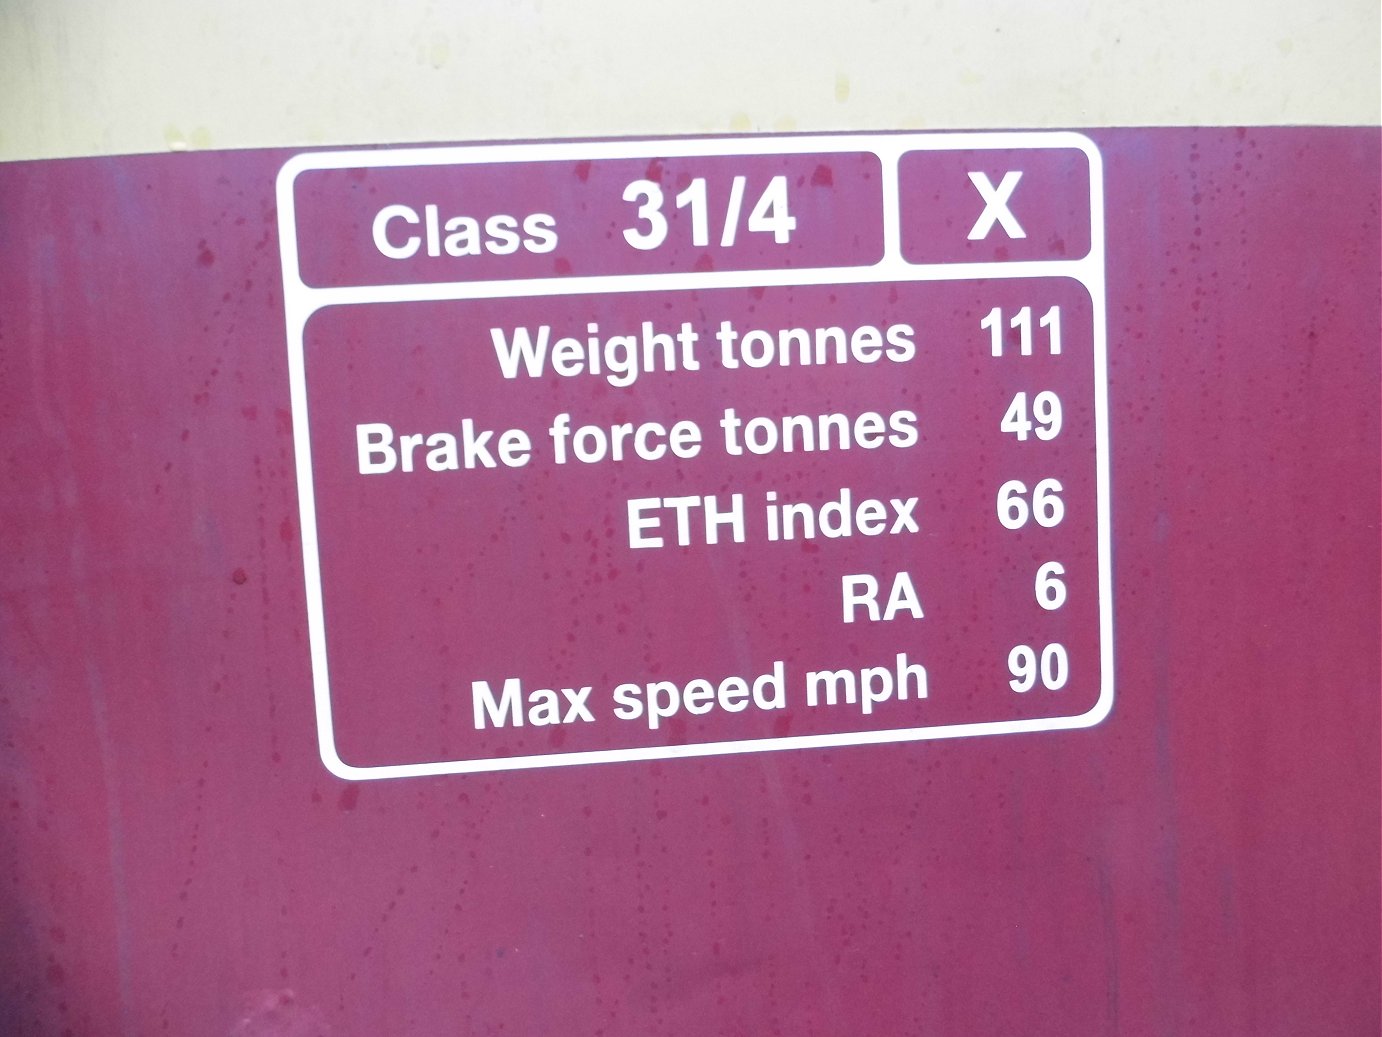 Class 31/4 X
Weight tonnes 111
Brake force tonnes 49
ETH index 66
RA 6
Max speed mph 90